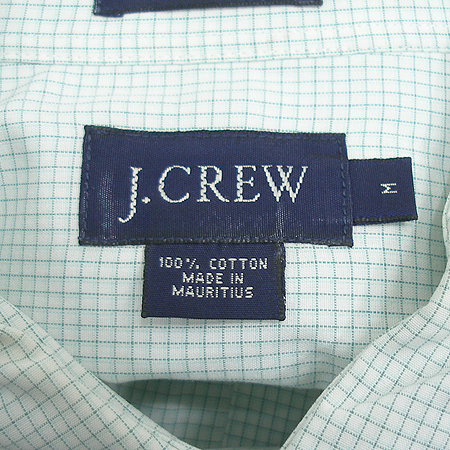 J.CREW
M
100% COTTON
MADE IN
MAURITIUS